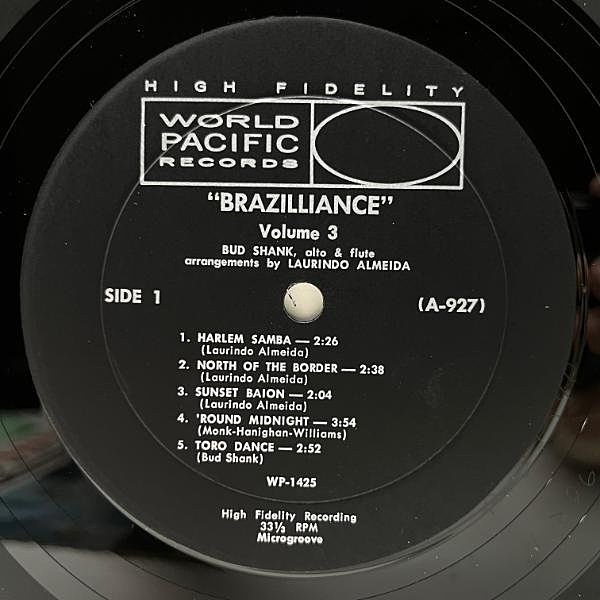 HIGH FIDELITY
WORLD
PACIFIC
RECORDS
"BRAZILLIANCE"
Volume 3
BUD SHANK, alto & flute
arrangements by LAURINDO ALMEIDA
SIDE 1
(A-927)
1. HARLEM SAMBA — 2:26
(Laurindo Almeida)
2. NORTH OF THE BORDER — 2:38
(Laurindo Almeida)
3. SUNSET BAION — 2:04
(Laurindo Almeida)
4. 'ROUND MIDNIGHT — 3:54
(Monk-Hanighan-Williams)
5. TORO DANCE — 2:52
(Bud Shank)
WP-1425
High Fidelity Recording
33⅓ RPM
Microgroove